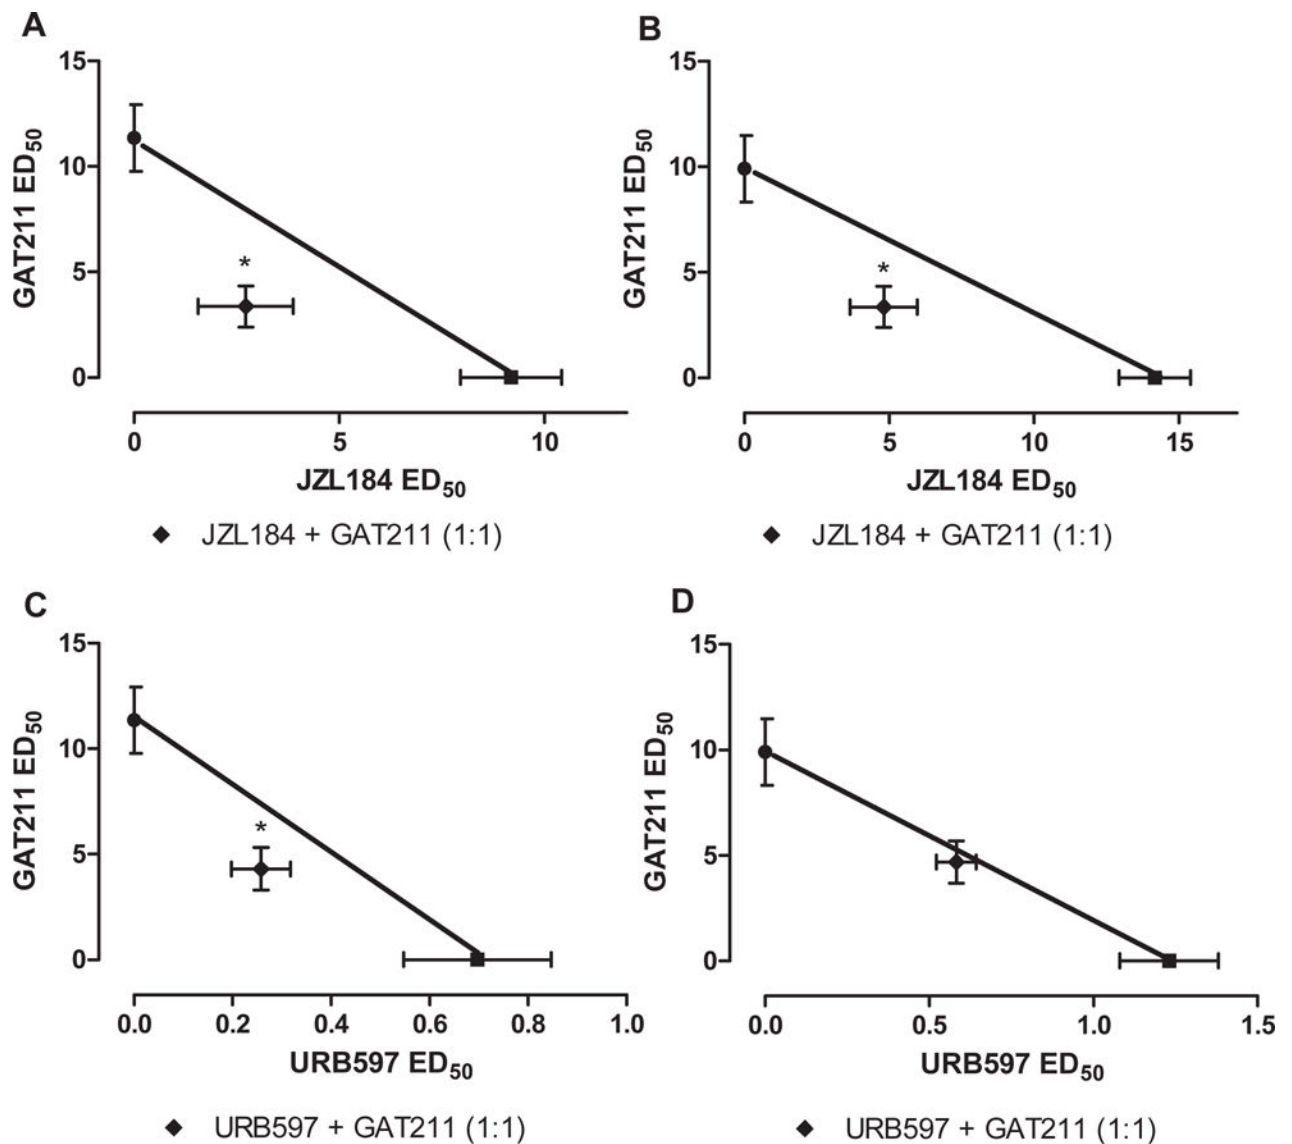 A
15
10
5
0
GAT211 ED50
*
0 5 10
JZL184 ED50
◆ JZL184 + GAT211 (1:1)
B
15
10
5
0
GAT211 ED50
*
0 5 10 15
JZL184 ED50
◆ JZL184 + GAT211 (1:1)
C
15
10
5
0
GAT211 ED50
*
0.0 0.2 0.4 0.6 0.8 1.0
URB597 ED50
◆ URB597 + GAT211 (1:1)
D
15
10
5
0
GAT211 ED50
0.0 0.5 1.0 1.5
URB597 ED50
◆ URB597 + GAT211 (1:1)